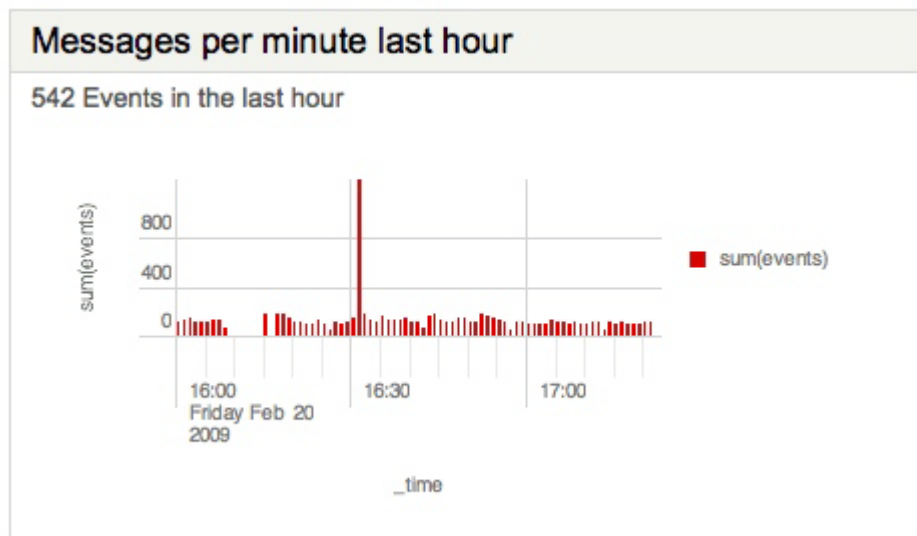 Messages per minute last hour
542 Events in the last hour
sum(events)
800
400
0
sum(events)
16:00
16:30
17:00
Friday Feb 20
2009
_time